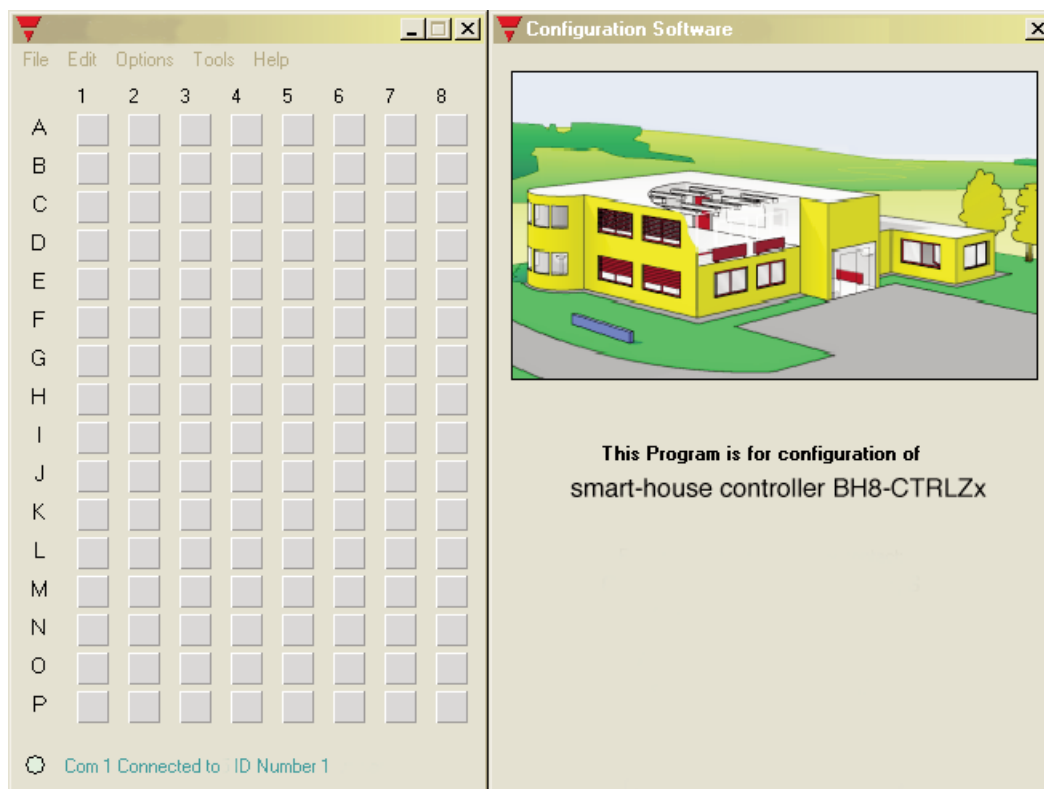 Configuration Software
File Edit Options Tools Help
1 2 3 4 5 6 7 8
A
B
C
D
E
F
G
H
I
J
K
L
M
N
O
P
Com 1 Connected to ID Number 1
This Program is for configuration of
smart-house controller BH8-CTRLZx